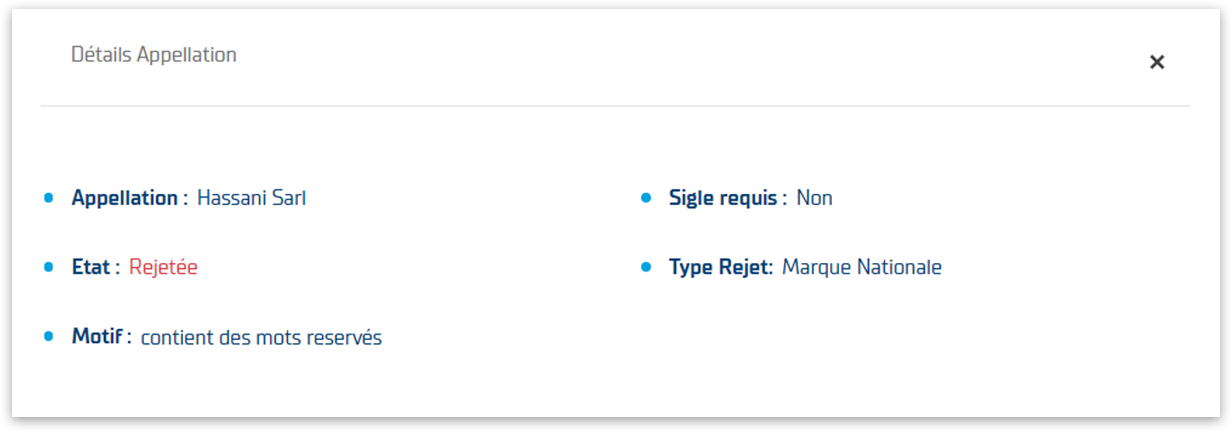 Détails Appellation
Appellation : Hassani Sarl
Sigle requis : Non
Etat : Rejetée
Type Rejet: Marque Nationale
Motif : contient des mots reservés